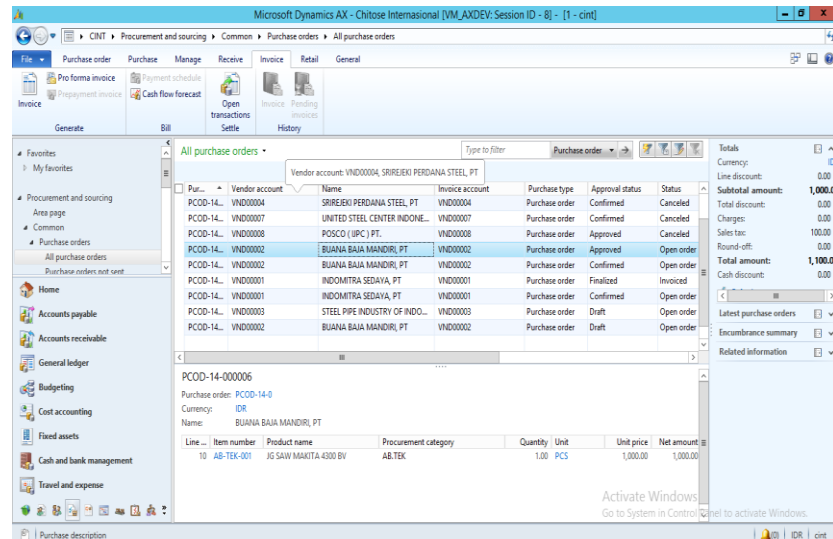 Microsoft Dynamics AX - Chitose Internasional [VM_AXDEV: Session ID - 8] - [1 - cint]
CINT Procurement and sourcing Common Purchase orders All purchase orders
File Purchase order Purchase Manage Receive Invoice Retail General
Invoice Pro forma invoice Prepayment invoice
Payment schedule Cash flow forecast
Open transactions
Invoice Pending invoices
Generate Bill Settle History
Favorites
My favorites
Procurement and sourcing
Area page
Common
Purchase orders
All purchase orders
Purchase orders not sent
Home
Accounts payable
Accounts receivable
General ledger
Budgeting
Cost accounting
Fixed assets
Cash and bank management
Travel and expense
All purchase orders Type to filter Purchase order
Vendor account: VND00004, SRIREJEKI PERDANA STEEL, PT
Pur... Vendor account Name Invoice account Purchase type Approval status Status
PCOD-14... VND00004 SRIREJEKI PERDANA STEEL, PT VND00004 Purchase order Confirmed Canceled
PCOD-14... VND00007 UNITED STEEL CENTER INDONE... VND00007 Purchase order Confirmed Canceled
PCOD-14... VND00008 POSCO ( IJPC ) PT. VND00008 Purchase order Approved Canceled
PCOD-14... VND00002 BUANA BAJA MANDIRI, PT VND00002 Purchase order Approved Open order
PCOD-14... VND00002 BUANA BAJA MANDIRI, PT VND00002 Purchase order Confirmed Open order
PCOD-14... VND00001 INDOMITRA SEDAYA, PT VND00001 Purchase order Finalized Invoiced
PCOD-14... VND00001 INDOMITRA SEDAYA, PT VND00001 Purchase order Confirmed Open order
PCOD-14... VND00003 STEEL PIPE INDUSTRY OF INDO... VND00003 Purchase order Draft Open order
PCOD-14... VND00002 BUANA BAJA MANDIRI, PT VND00002 Purchase order Draft Open order
PCOD-14-000006
Purchase order: PCOD-14-0
Currency: IDR
Name: BUANA BAJA MANDIRI, PT
Line ... Item number Product name Procurement category Quantity Unit Unit price Net amount
10 AB-TEK-001 JG SAW MAKITA 4300 BV AB.TEK 1.00 PCS 1,000.00 1,000.00
Totals
Currency: ID
Line discount: 0.00
Subtotal amount: 1,000.0
Total discount: 0.00
Charges: 0.00
Sales tax: 100.00
Round-off: 0.00
Total amount: 1,100.0
Cash discount: 0.00
Latest purchase orders
Encumbrance summary
Related information
Activate Windows
Go to System in Control Panel to activate Windows.
Purchase description (0) IDR cint